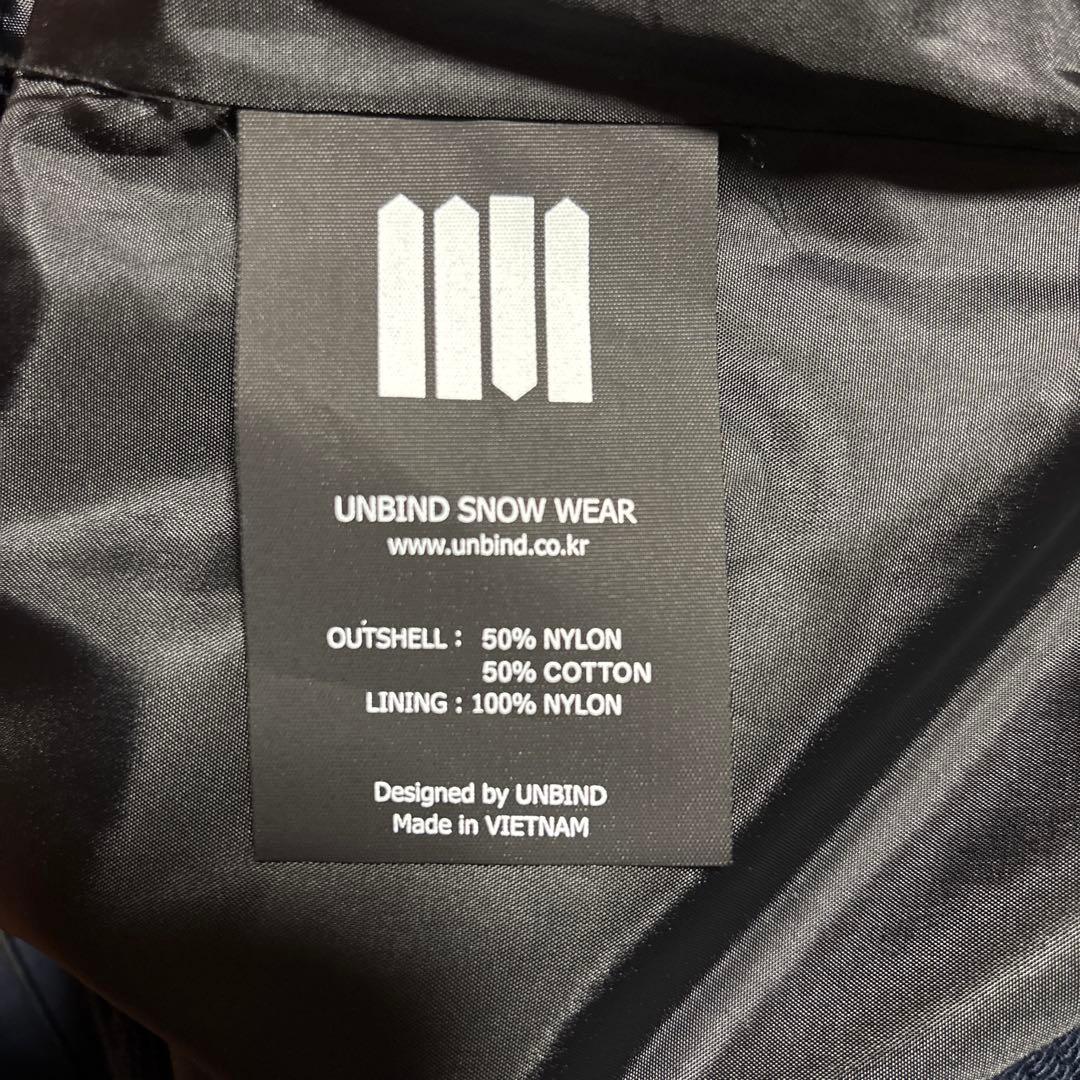 UNBIND SNOW WEAR
www.unbind.co.kr
OUTSHELL : 50% NYLON
50% COTTON
LINING : 100% NYLON
Designed by UNBIND
Made in VIETNAM